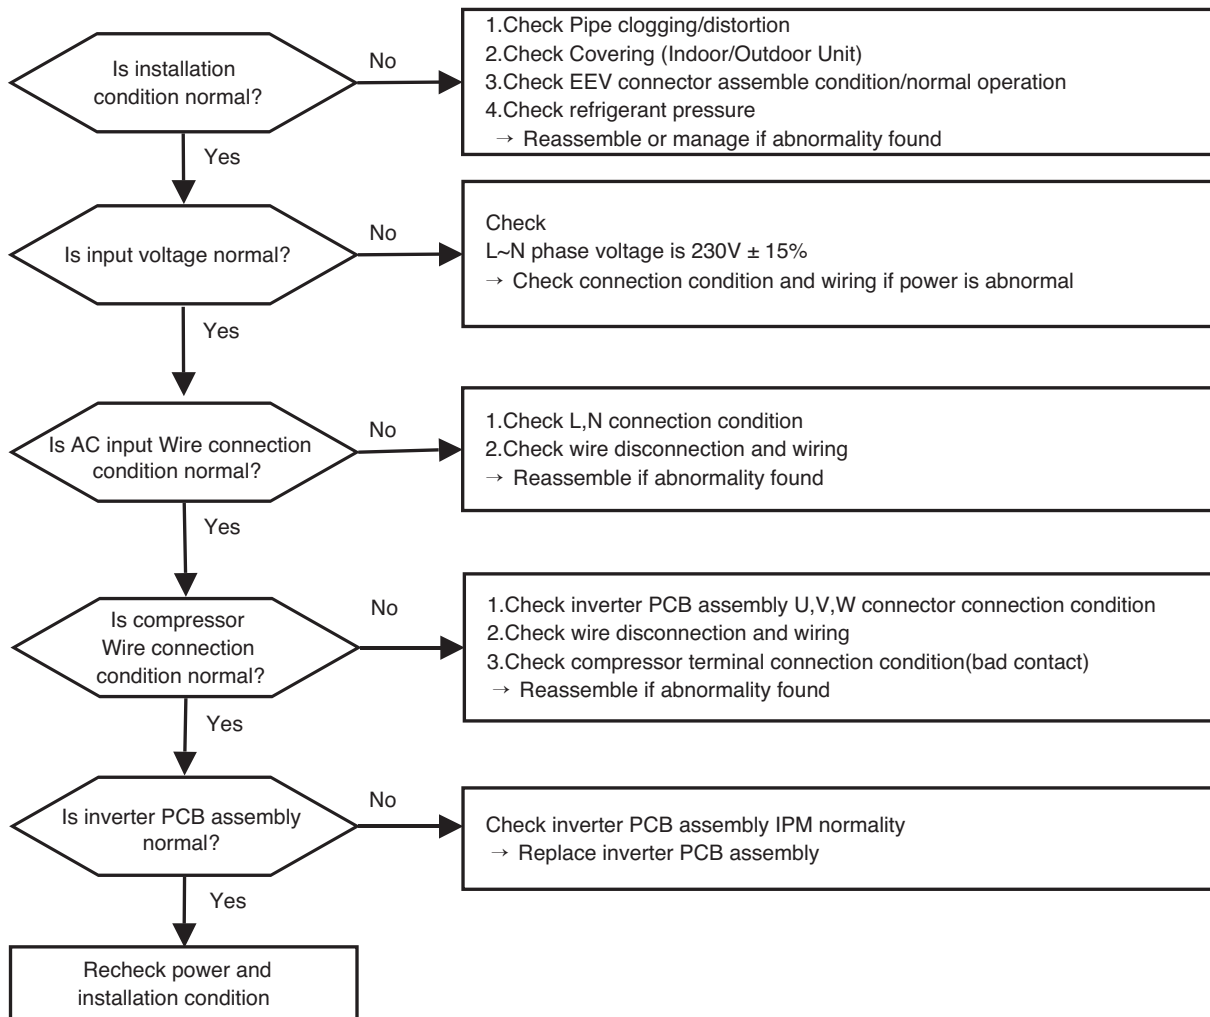 Is installation
condition normal?
No
1.Check Pipe clogging/distortion
2.Check Covering (Indoor/Outdoor Unit)
3.Check EEV connector assemble condition/normal operation
4.Check refrigerant pressure
→ Reassemble or manage if abnormality found
Yes
Is input voltage normal?
No
Check
L~N phase voltage is 230V ± 15%
→ Check connection condition and wiring if power is abnormal
Yes
Is AC input Wire connection
condition normal?
No
1.Check L,N connection condition
2.Check wire disconnection and wiring
→ Reassemble if abnormality found
Yes
Is compressor
Wire connection
condition normal?
No
1.Check inverter PCB assembly U,V,W connector connection condition
2.Check wire disconnection and wiring
3.Check compressor terminal connection condition(bad contact)
→ Reassemble if abnormality found
Yes
Is inverter PCB assembly
normal?
No
Check inverter PCB assembly IPM normality
→ Replace inverter PCB assembly
Yes
Recheck power and
installation condition